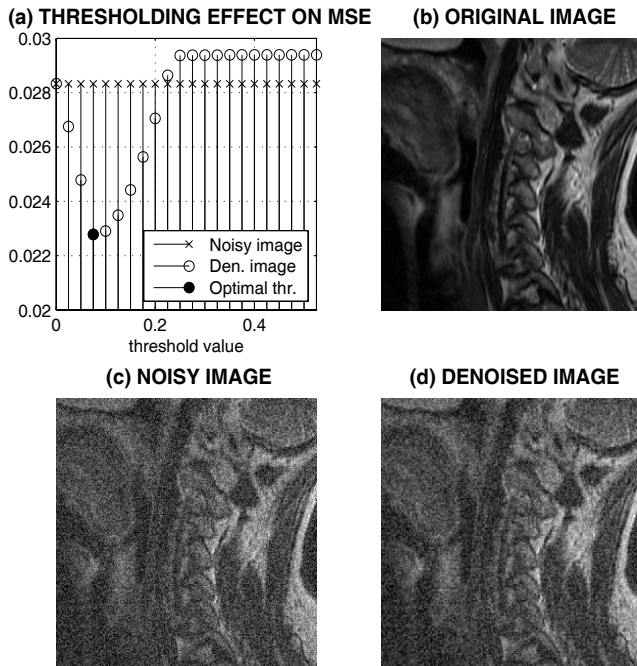 (a) THRESHOLDING EFFECT ON MSE
0.03
0.028
0.026
0.024
0.022
0.02
0
0.2
0.4
threshold value
Noisy image
Den. image
Optimal thr.
(b) ORIGINAL IMAGE
(c) NOISY IMAGE
(d) DENOISED IMAGE